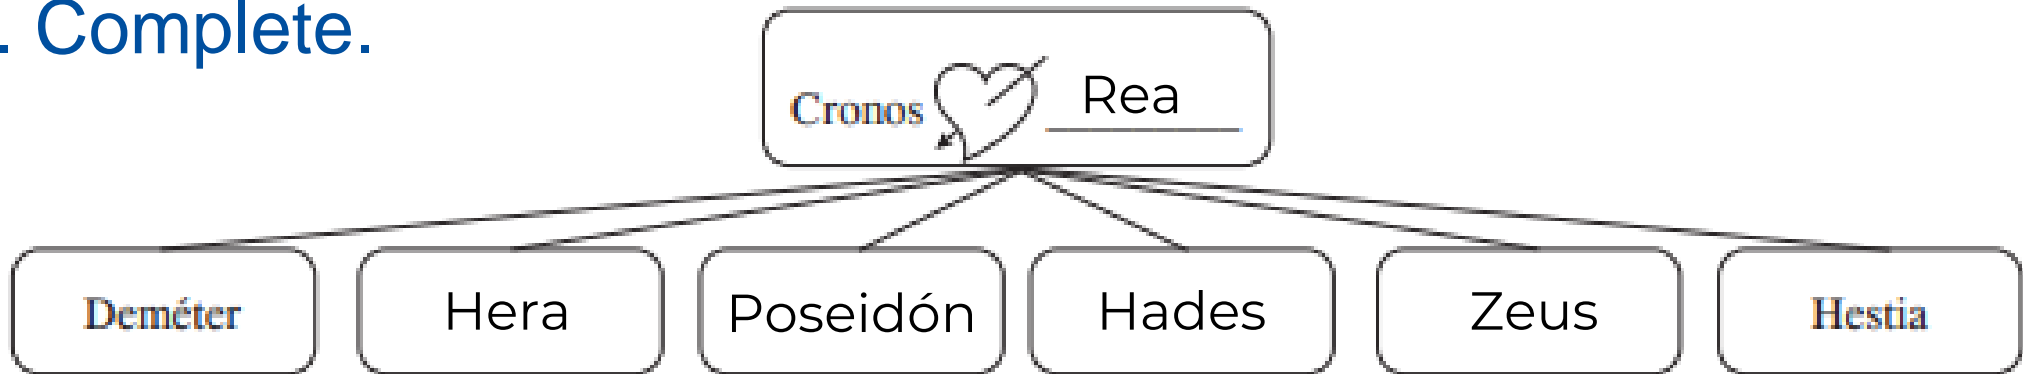 . Complete.
Cronos Rea
Deméter Hera Poseidón Hades Zeus Hestia